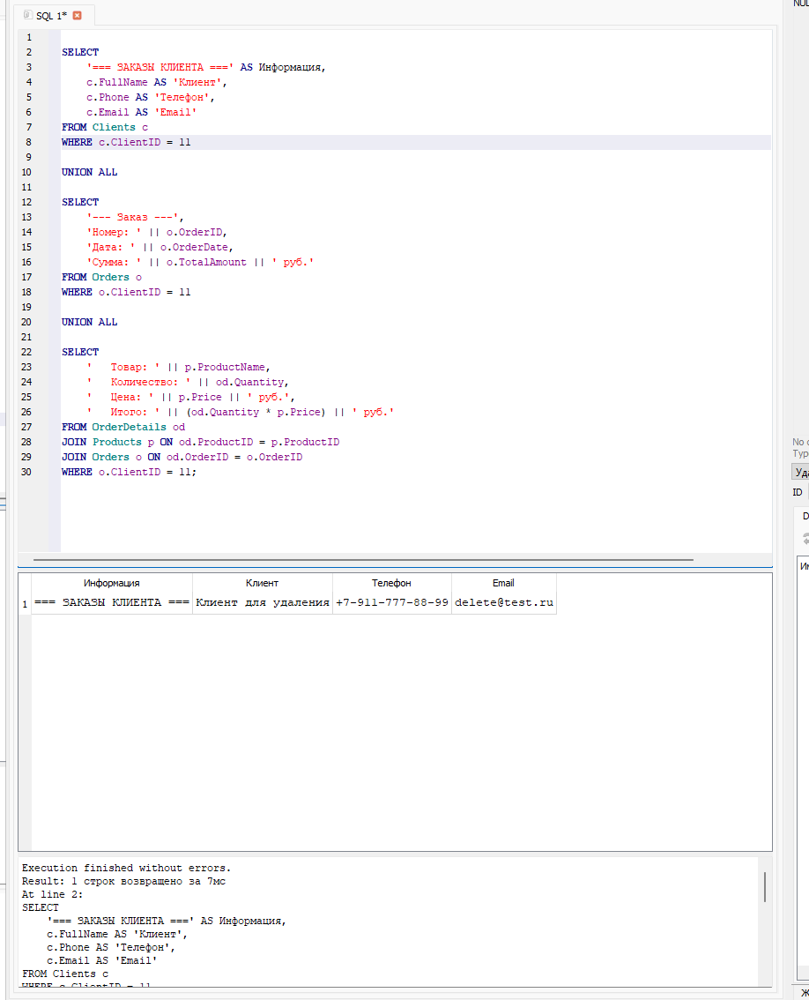 SQL 1*
NUL
1
2 SELECT
3 '=== ЗАКАЗЫ КЛИЕНТА ===' AS Информация,
4 c.FullName AS 'Клиент',
5 c.Phone AS 'Телефон',
6 c.Email AS 'Email'
7 FROM Clients c
8 WHERE c.ClientID = 11
9
10 UNION ALL
11
12 SELECT
13 '--- Заказ ---',
14 'Номер: ' || o.OrderID,
15 'Дата: ' || o.OrderDate,
16 'Сумма: ' || o.TotalAmount || ' руб.'
17 FROM Orders o
18 WHERE o.ClientID = 11
19
20 UNION ALL
21
22 SELECT
23 '   Товар: ' || p.ProductName,
24 '   Количество: ' || od.Quantity,
25 '   Цена: ' || p.Price || ' руб.',
26 '   Итого: ' || (od.Quantity * p.Price) || ' руб.'
27 FROM OrderDetails od
28 JOIN Products p ON od.ProductID = p.ProductID
29 JOIN Orders o ON od.OrderID = o.OrderID
30 WHERE o.ClientID = 11;
Информация Клиент Телефон Email
1 === ЗАКАЗЫ КЛИЕНТА === Клиент для удаления +7-911-777-88-99 delete@test.ru
Execution finished without errors.
Result: 1 строк возвращено за 7мс
At line 2:
SELECT
'=== ЗАКАЗЫ КЛИЕНТА ===' AS Информация,
c.FullName AS 'Клиент',
c.Phone AS 'Телефон',
c.Email AS 'Email'
FROM Clients c
WHERE c.ClientID = 11
No
Тур
Уда
ID